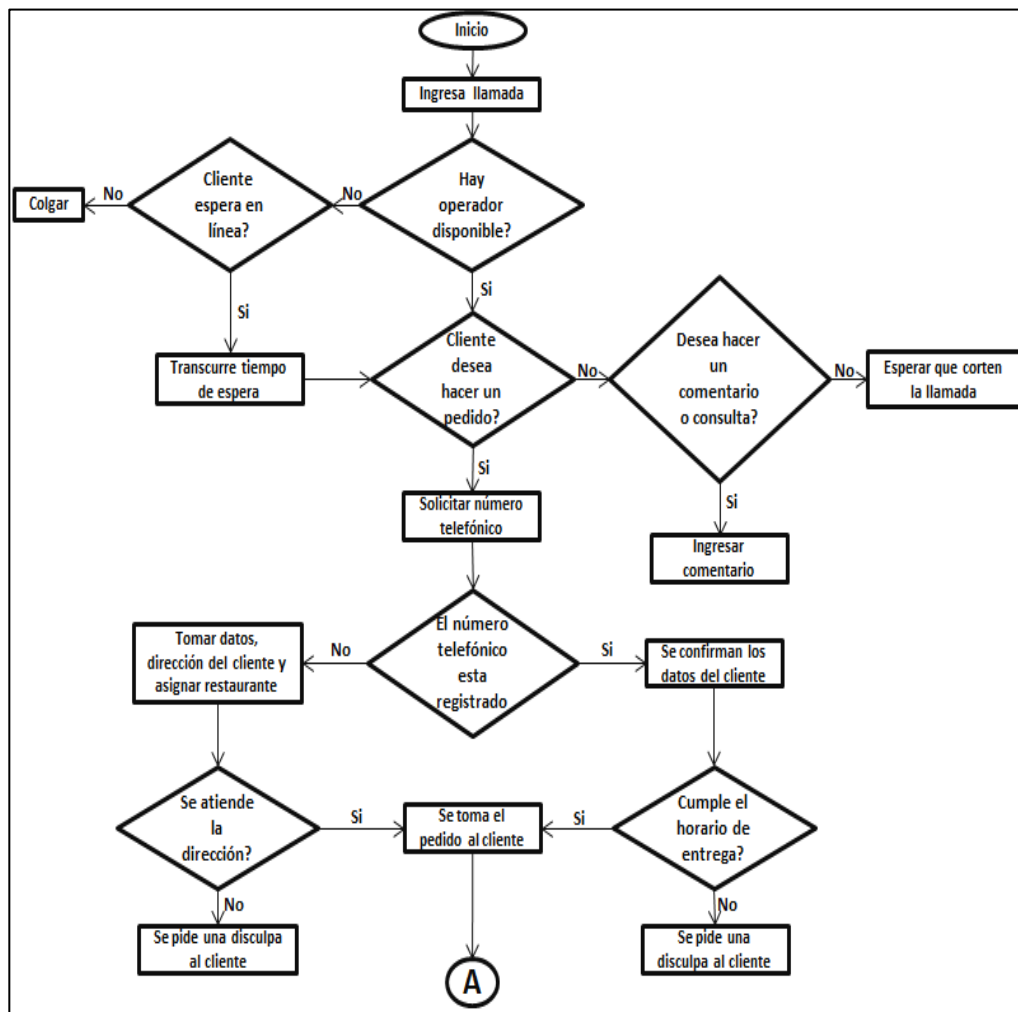 Inicio
Ingresa llamada
Hay
operador
disponible?
No
Cliente
espera en
línea?
No
Colgar
Si
Si
Transcurre tiempo
de espera
Cliente
desea
hacer un
pedido?
No
Desea hacer
un
comentario
o consulta?
No
Esperar que corten
la llamada
Si
Si
Solicitar número
telefónico
Ingresar
comentario
El número
telefónico
esta
registrado
No
Si
Tomar datos,
dirección del cliente y
asignar restaurante
Se confirman los
datos del cliente
Se atiende
la
dirección?
Si
Se toma el
pedido al cliente
Si
Cumple el
horario de
entrega?
No
No
Se pide una disculpa
al cliente
Se pide una
disculpa al cliente
A